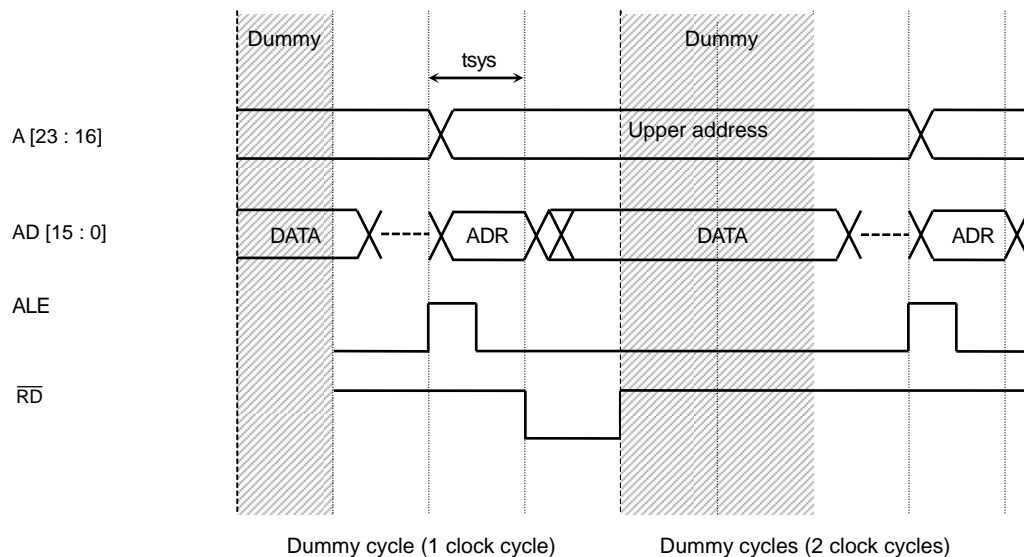 Dummy Dummy
tsys
A [23 : 16] Upper address
AD [15 : 0] DATA ADR DATA ADR
ALE
RD
Dummy cycle (1 clock cycle) Dummy cycles (2 clock cycles)